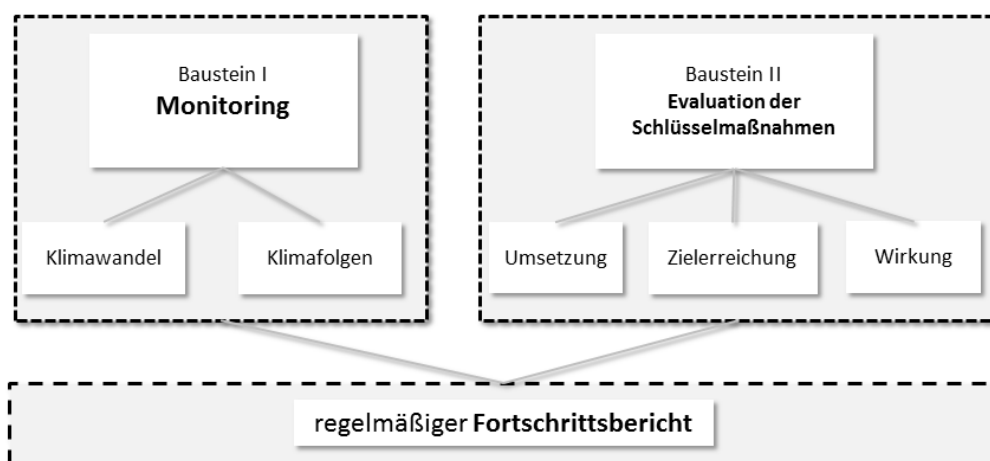 Baustein I
Monitoring
Klimawandel
Klimafolgen
Baustein II
Evaluation der
Schlüsselmaßnahmen
Umsetzung
Zielerreichung
Wirkung
regelmäßiger Fortschrittsbericht